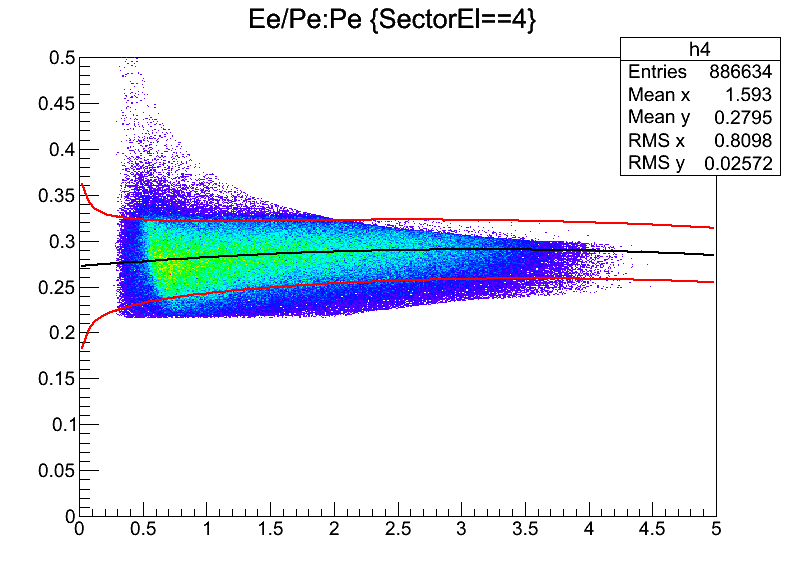 Ee/Pe:Pe {SectorEl==4}
h4
Entries 886634
Mean x 1.593
Mean y 0.2795
RMS x 0.8098
RMS y 0.02572
0.5
0.45
0.4
0.35
0.3
0.25
0.2
0.15
0.1
0.05
0
0 0.5 1 1.5 2 2.5 3 3.5 4 4.5 5